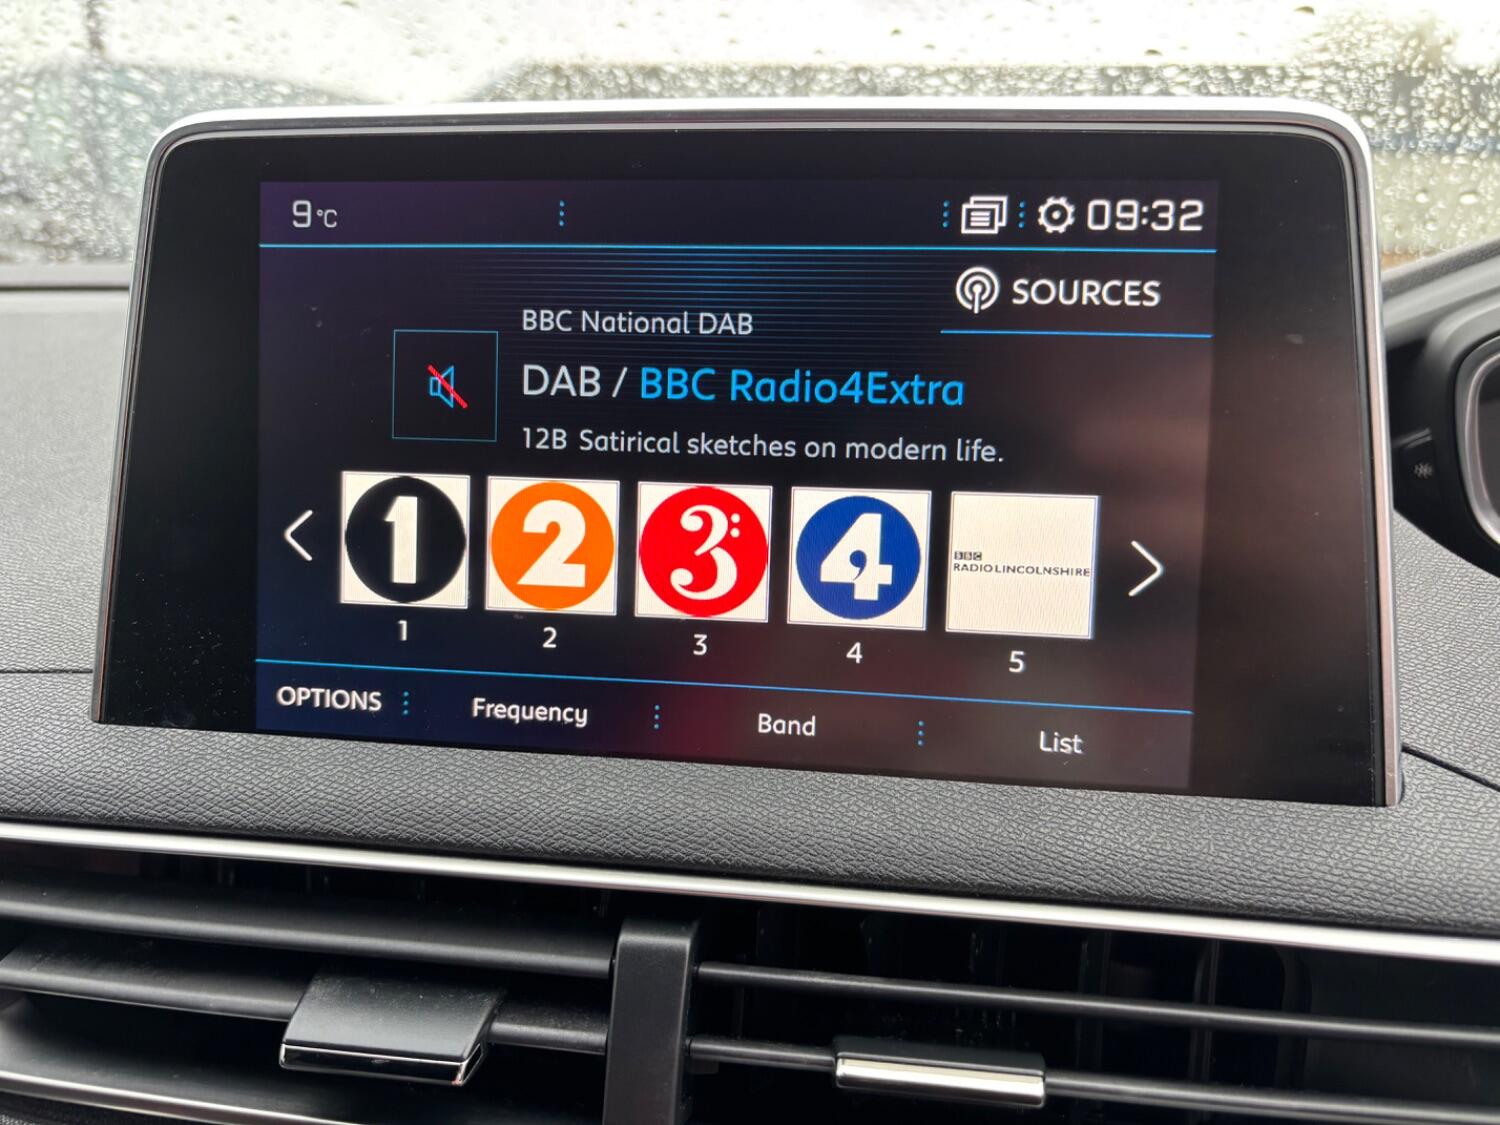 9°C
09:32
SOURCES
BBC National DAB
DAB / BBC Radio4Extra
12B Satirical sketches on modern life.
1 2 3 4 BBC
RADIO LINCOLNSHIRE
1 2 3 4 5
OPTIONS Frequency Band List